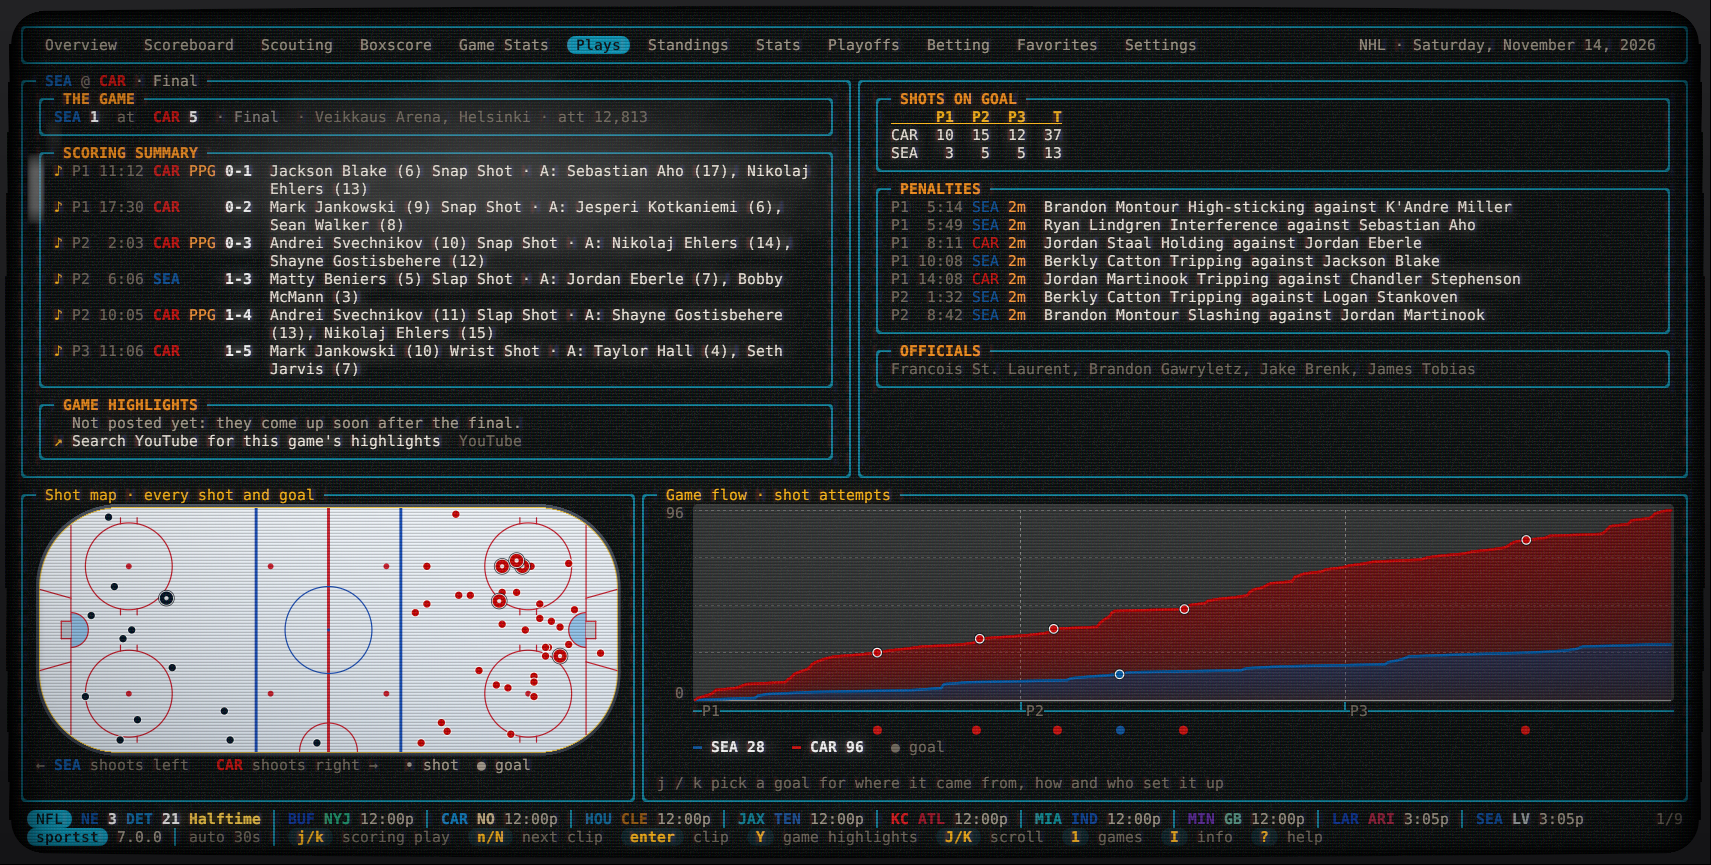 Overview Scoreboard Scouting Boxscore Game Stats Plays Standings Stats Playoffs Betting Favorites Settings NHL · Saturday, November 14, 2026
SEA @ CAR · Final
THE GAME
SEA 1 at CAR 5 · Final · Veikkaus Arena, Helsinki · att 12,813
SCORING SUMMARY
♪ P1 11:12 CAR PPG 0-1 Jackson Blake (6) Snap Shot · A: Sebastian Aho (17), Nikolaj
Ehlers (13)
♪ P1 17:30 CAR 0-2 Mark Jankowski (9) Snap Shot · A: Jesperi Kotkaniemi (6),
Sean Walker (8)
♪ P2 2:03 CAR PPG 0-3 Andrei Svechnikov (10) Snap Shot · A: Nikolaj Ehlers (14),
Shayne Gostisbehere (12)
♪ P2 6:06 SEA 1-3 Matty Beniers (5) Slap Shot · A: Jordan Eberle (7), Bobby
McMann (3)
♪ P2 10:05 CAR PPG 1-4 Andrei Svechnikov (11) Slap Shot · A: Shayne Gostisbehere
(13), Nikolaj Ehlers (15)
♪ P3 11:06 CAR 1-5 Mark Jankowski (10) Wrist Shot · A: Taylor Hall (4), Seth
Jarvis (7)
GAME HIGHLIGHTS
Not posted yet: they come up soon after the final.
↗ Search YouTube for this game's highlights YouTube
SHOTS ON GOAL
P1 P2 P3 T
CAR 10 15 12 37
SEA 3 5 5 13
PENALTIES
P1 5:14 SEA 2m Brandon Montour High-sticking against K'Andre Miller
P1 5:49 SEA 2m Ryan Lindgren Interference against Sebastian Aho
P1 8:11 CAR 2m Jordan Staal Holding against Jordan Eberle
P1 10:08 SEA 2m Berkly Catton Tripping against Jackson Blake
P1 14:08 CAR 2m Jordan Martinook Tripping against Chandler Stephenson
P2 1:32 SEA 2m Berkly Catton Tripping against Logan Stankoven
P2 8:42 SEA 2m Brandon Montour Slashing against Jordan Martinook
OFFICIALS
Francois St. Laurent, Brandon Gawryletz, Jake Brenk, James Tobias
Shot map · every shot and goal
← SEA shoots left CAR shoots right → • shot ● goal
Game flow · shot attempts
96
0
P1 P2 P3
━ SEA 28 ━ CAR 96 ● goal
j / k pick a goal for where it came from, how and who set it up
NFL NE 3 DET 21 Halftime │ BUF NYJ 12:00p │ CAR NO 12:00p │ HOU CLE 12:00p │ JAX TEN 12:00p │ KC ATL 12:00p │ MIA IND 12:00p │ MIN GB 12:00p │ LAR ARI 3:05p │ SEA LV 3:05p 1/9
sportst 7.0.0 │ auto 30s │ j/k scoring play n/N next clip enter clip Y game highlights J/K scroll 1 games I info ? help